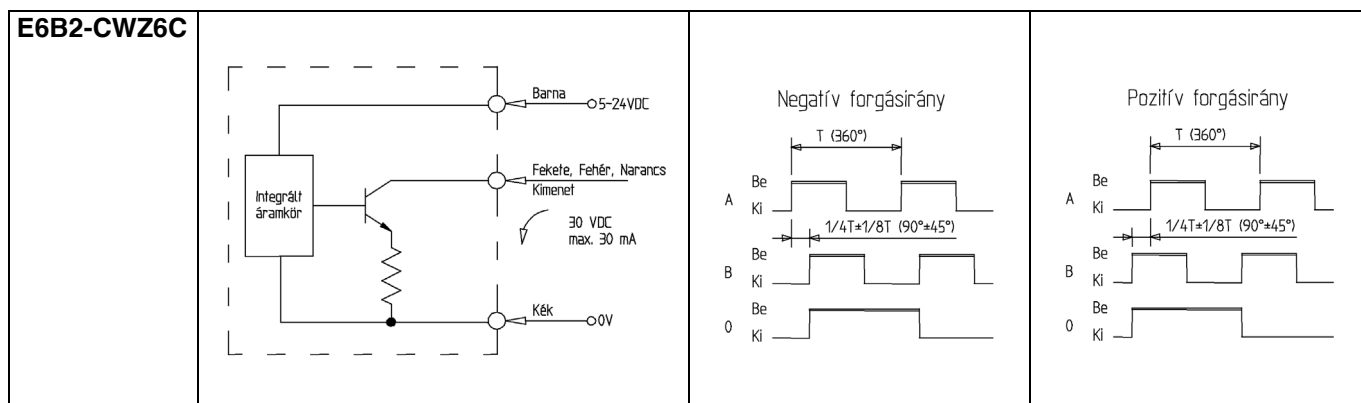 E6B2-CWZ6C
Barna
5-24VDC
Integrált
áramkör
Fekete, Fehér, Narancs
Kimenet
30 VDC
max. 30 mA
Kék
0V
Negatív forgásirány
T (360°)
A
Be
Ki
1/4T±1/8T (90°±45°)
B
Be
Ki
0
Be
Ki
Pozitív forgásirány
T (360°)
A
Be
Ki
1/4T±1/8T (90°±45°)
B
Be
Ki
0
Be
Ki